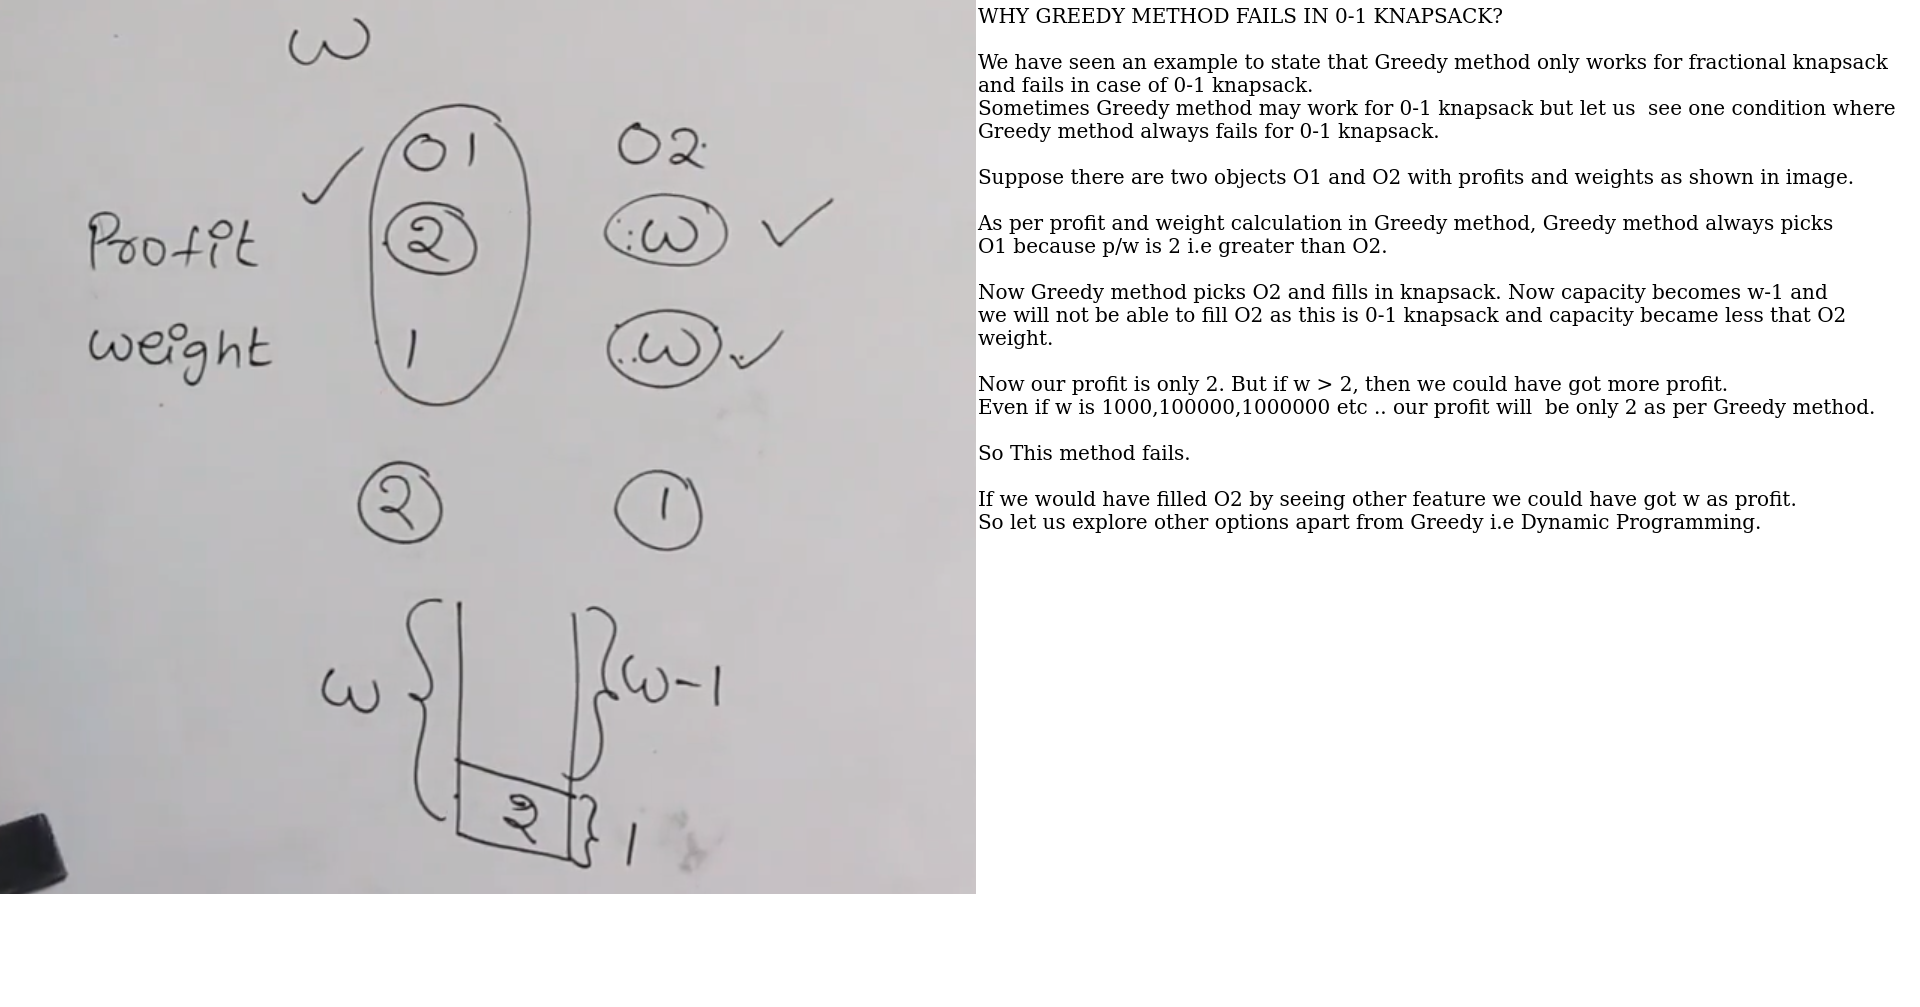 w
O1 O2
Profit 2 w
weight 1 w
2 1
w w-1
2 1
WHY GREEDY METHOD FAILS IN 0-1 KNAPSACK?
We have seen an example to state that Greedy method only works for fractional knapsack
and fails in case of 0-1 knapsack.
Sometimes Greedy method may work for 0-1 knapsack but let us  see one condition where
Greedy method always fails for 0-1 knapsack.
Suppose there are two objects O1 and O2 with profits and weights as shown in image.
As per profit and weight calculation in Greedy method, Greedy method always picks
O1 because p/w is 2 i.e greater than O2.
Now Greedy method picks O2 and fills in knapsack. Now capacity becomes w-1 and
we will not be able to fill O2 as this is 0-1 knapsack and capacity became less that O2
weight.
Now our profit is only 2. But if w > 2, then we could have got more profit.
Even if w is 1000,100000,1000000 etc .. our profit will  be only 2 as per Greedy method.
So This method fails.
If we would have filled O2 by seeing other feature we could have got w as profit.
So let us explore other options apart from Greedy i.e Dynamic Programming.